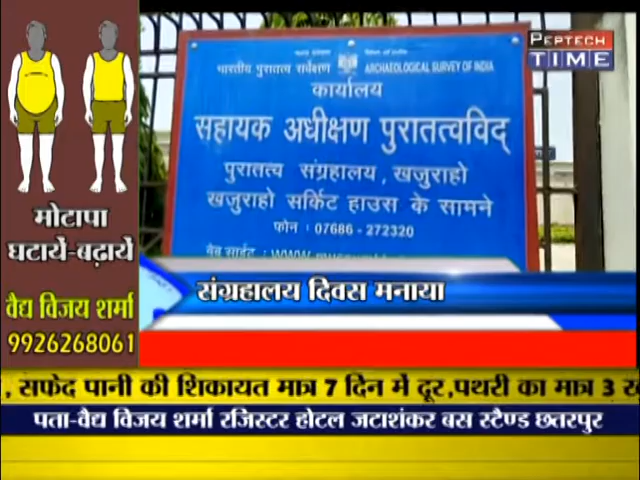 PEPTECH
TIME
भारतीय पुरातत्व सर्वेक्षण
ARCHAEOLOGICAL SURVEY OF INDIA
कार्यालय
सहायक अधीक्षण पुरातत्वविद्
पुरातत्व संग्रहालय, खजुराहो
खजुराहो सर्किट हाउस के सामने
फोन : 07686 - 272320
वेब साईट :
मोटापा
घटायें-बढ़ायें
वैद्य विजय शर्मा
9926268061
संग्रहालय दिवस मनाया
, सफेद पानी की शिकायत मात्र 7 दिन में दूर,पथरी का मात्र 3
पता-वैद्य विजय शर्मा रजिस्टर होटल जटाशंकर बस स्टैण्ड छतरपुर